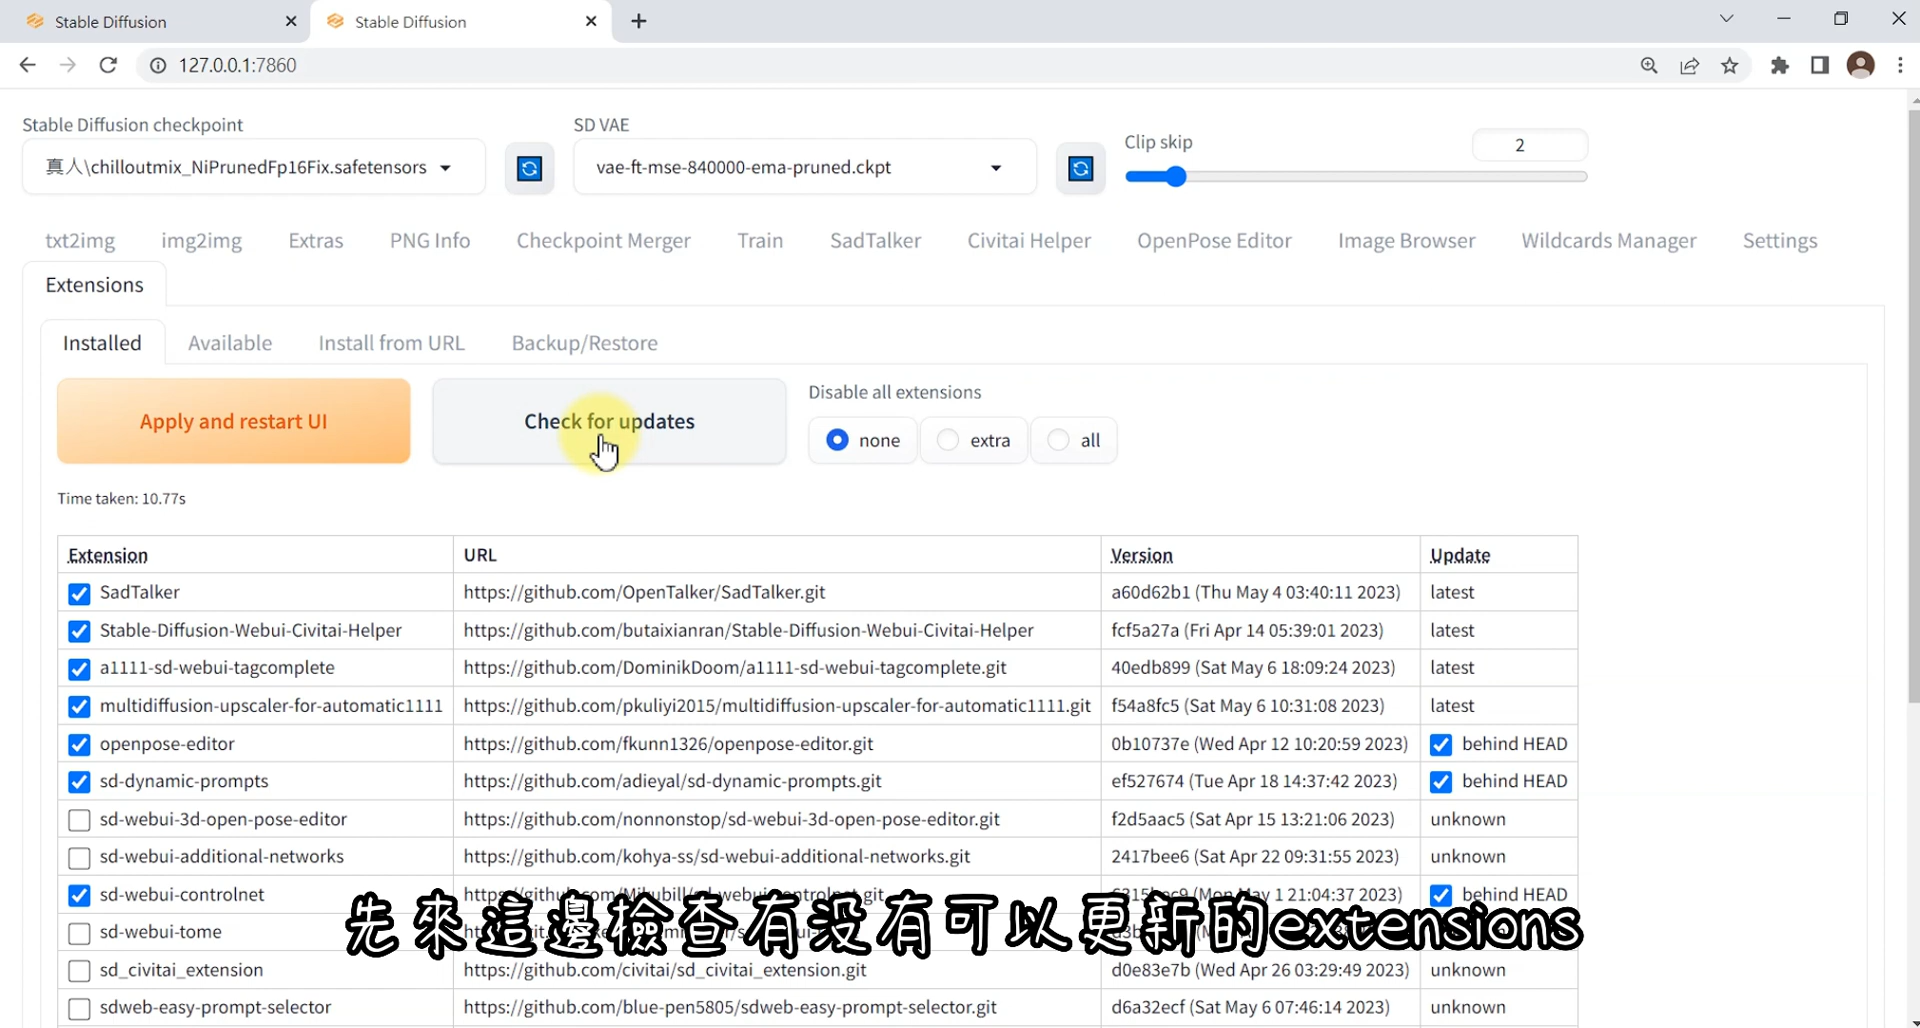 Stable Diffusion
Stable Diffusion
127.0.0.1:7860
Stable Diffusion checkpoint
SD VAE
Clip skip
2
真人\chilloutmix_NiPrunedFp16Fix.safetensors
vae-ft-mse-840000-ema-pruned.ckpt
txt2img img2img Extras PNG Info Checkpoint Merger Train SadTalker Civitai Helper OpenPose Editor Image Browser Wildcards Manager Settings
Extensions
Installed Available Install from URL Backup/Restore
Apply and restart UI
Check for updates
Disable all extensions
none extra all
Time taken: 10.77s
Extension URL Version Update
SadTalker https://github.com/OpenTalker/SadTalker.git a60d62b1 (Thu May 4 03:40:11 2023) latest
Stable-Diffusion-Webui-Civitai-Helper https://github.com/butaixianran/Stable-Diffusion-Webui-Civitai-Helper fcf5a27a (Fri Apr 14 05:39:01 2023) latest
a1111-sd-webui-tagcomplete https://github.com/DominikDoom/a1111-sd-webui-tagcomplete.git 40edb899 (Sat May 6 18:09:24 2023) latest
multidiffusion-upscaler-for-automatic1111 https://github.com/pkuliyi2015/multidiffusion-upscaler-for-automatic1111.git f54a8fc5 (Sat May 6 10:31:08 2023) latest
openpose-editor https://github.com/fkunn1326/openpose-editor.git 0b10737e (Wed Apr 12 10:20:59 2023) behind HEAD
sd-dynamic-prompts https://github.com/adieyal/sd-dynamic-prompts.git ef527674 (Tue Apr 18 14:37:42 2023) behind HEAD
sd-webui-3d-open-pose-editor https://github.com/nonnonstop/sd-webui-3d-open-pose-editor.git f2d5aac5 (Sat Apr 15 13:21:06 2023) unknown
sd-webui-additional-networks https://github.com/kohya-ss/sd-webui-additional-networks.git 2417bee6 (Sat Apr 22 09:31:55 2023) unknown
sd-webui-controlnet https://github.com/Mikubill/sd-webui-controlnet.git (Mon May 1 21:04:37 2023) behind HEAD
sd-webui-tome
先來這邊檢查有沒有可以更新的extensions
sd_civitai_extension https://github.com/civitai/sd_civitai_extension.git d0e83e7b (Wed Apr 26 03:29:49 2023) unknown
sdweb-easy-prompt-selector https://github.com/blue-pen5805/sdweb-easy-prompt-selector.git d6a32ecf (Sat May 6 07:46:14 2023) unknown